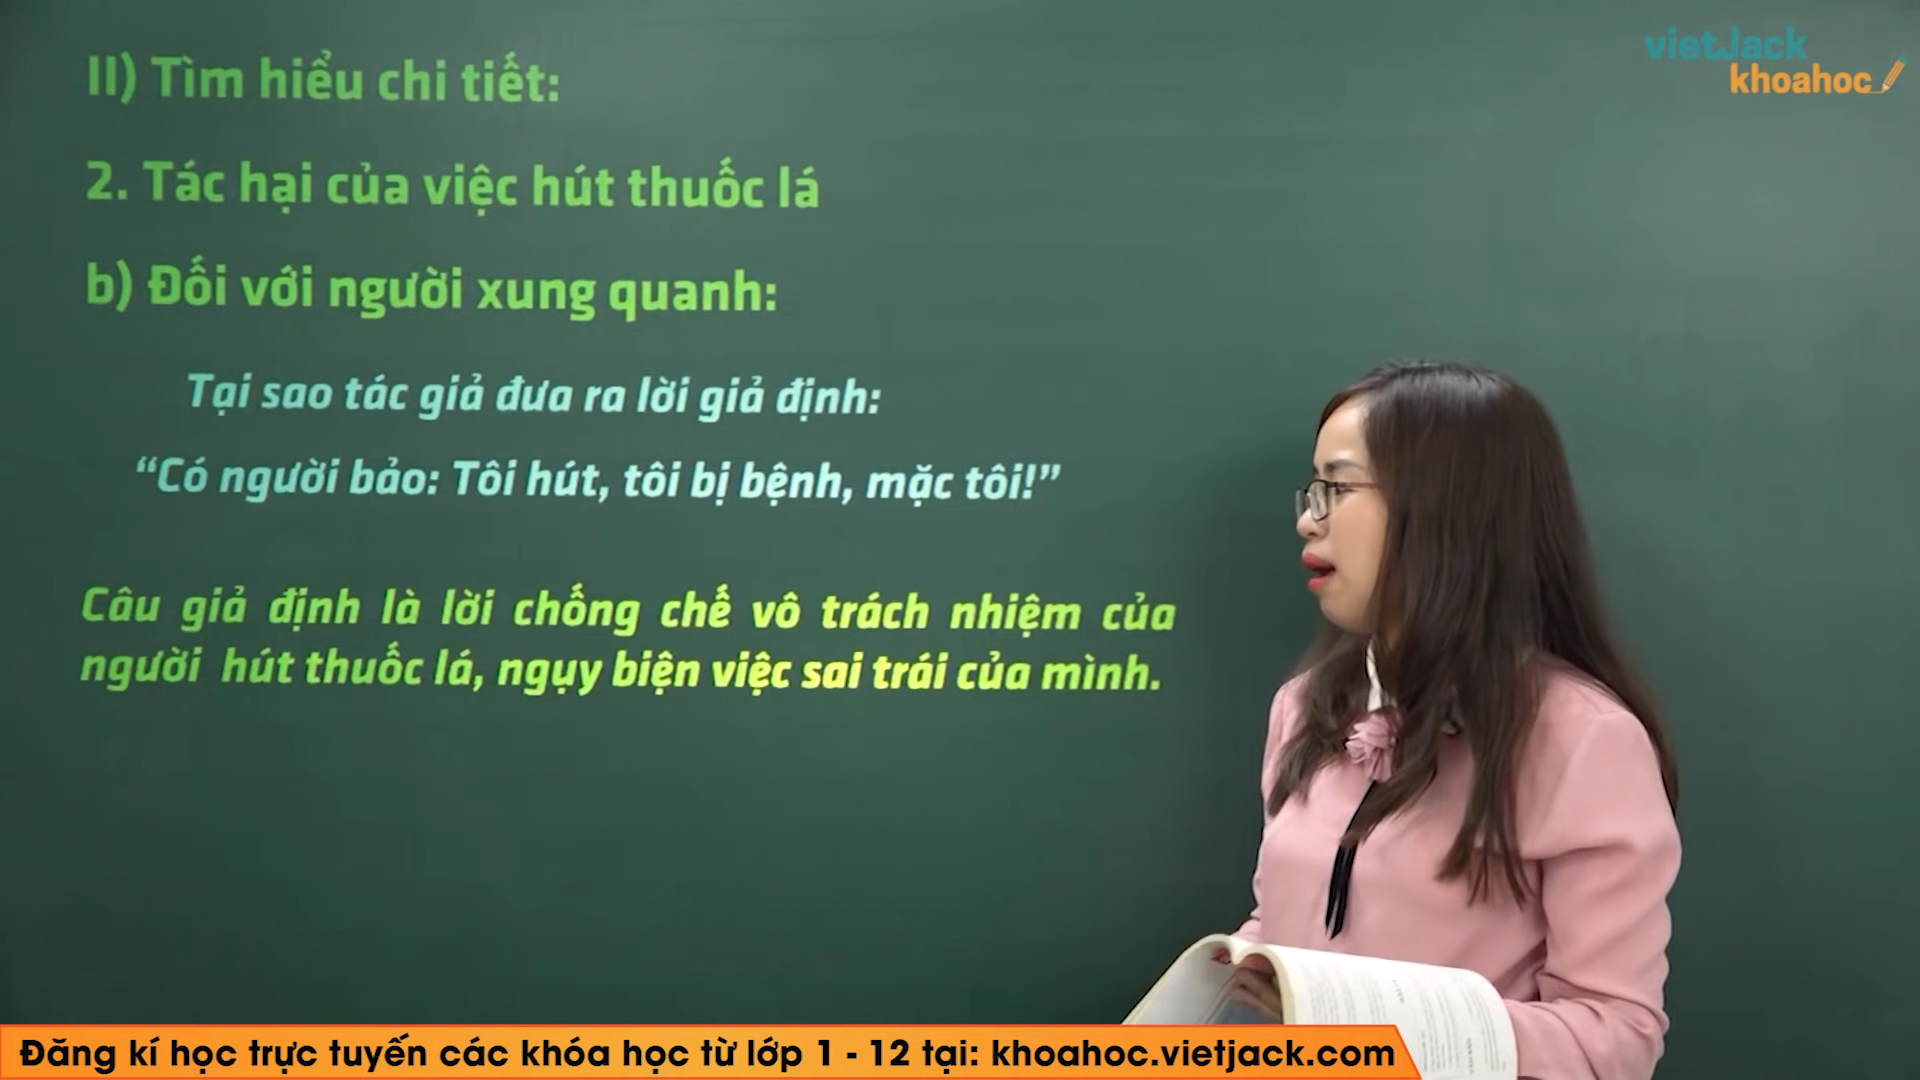 vietJack
khoahoc
II) Tìm hiểu chi tiết:
2. Tác hại của việc hút thuốc lá
b) Đối với người xung quanh:
Tại sao tác giả đưa ra lời giả định:
“Có người bảo: Tôi hút, tôi bị bệnh, mặc tôi!”
Câu giả định là lời chống chế vô trách nhiệm của
người hút thuốc lá, ngụy biện việc sai trái của mình.
Đăng kí học trực tuyến các khóa học từ lớp 1 - 12 tại: khoahoc.vietjack.com